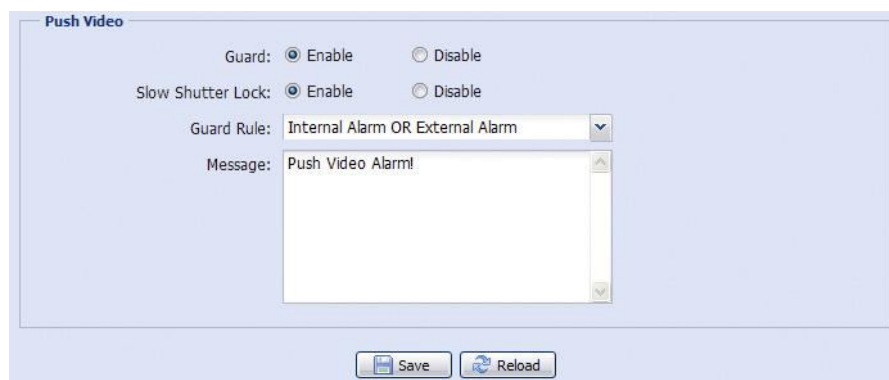 Push Video
Guard: Enable Disable
Slow Shutter Lock: Enable Disable
Guard Rule: Internal Alarm OR External Alarm
Message: Push Video Alarm!
Save Reload